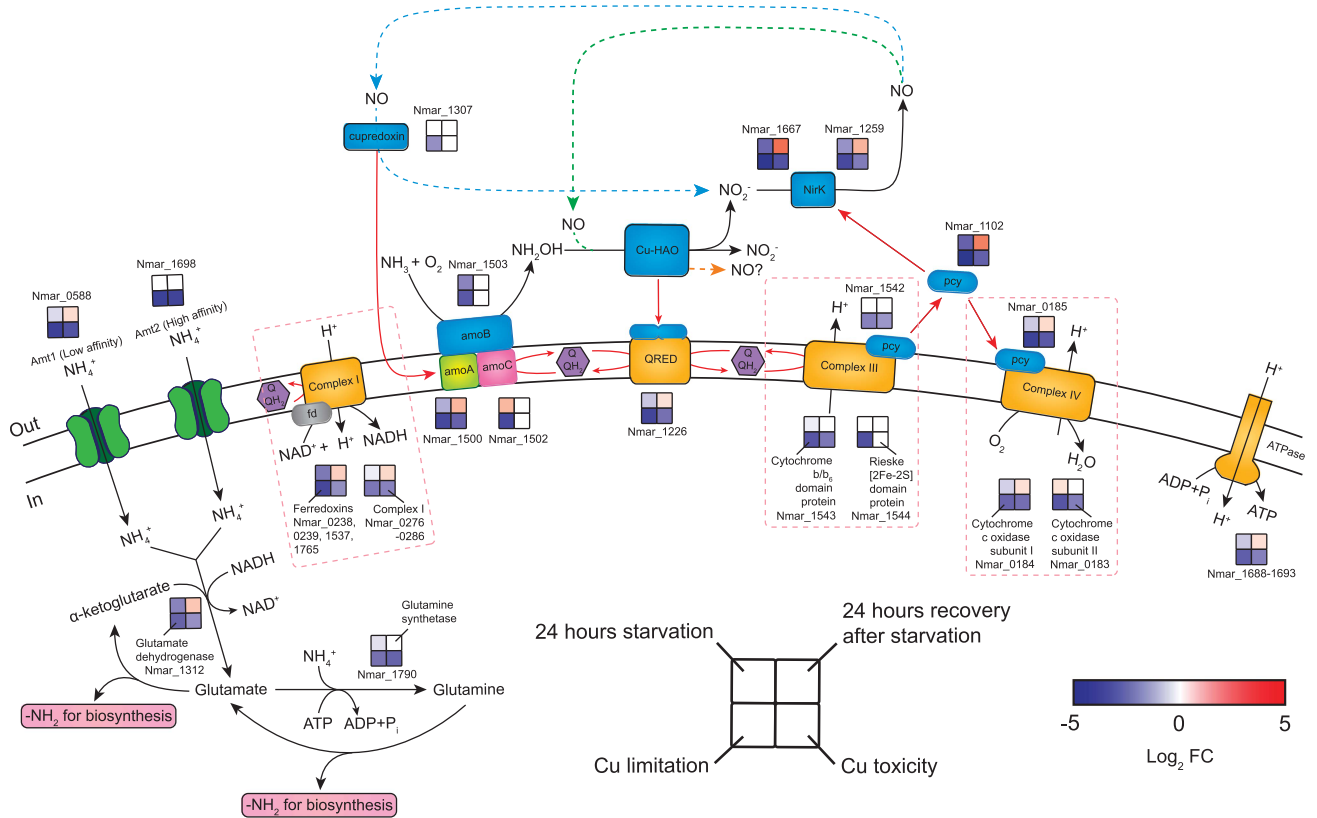 NO
NO
Nmar_1307
cupredoxin
Nmar_1667
Nmar_1259
NO₂⁻
NirK
NO
Nmar_1102
pcy
NH₃ + O₂
Nmar_1503
NH₂OH
Cu-HAO
NO₂⁻
NO?
Nmar_1698
Nmar_0588
Amt1 (Low affinity)
NH₄⁺
Amt2 (High affinity)
NH₄⁺
H⁺
Complex I
Q
QH₂
fd
NAD⁺ +
H⁺
NADH
amoB
amoA
amoC
Q
QH₂
QRED
Q
QH₂
H⁺
Nmar_1542
pcy
Complex III
Nmar_0185
H⁺
pcy
Complex IV
O₂
H₂O
H⁺
ATPase
ADP+Pᵢ
H⁺
ATP
Out
In
Nmar_1500
Nmar_1502
Nmar_1226
Ferredoxins
Nmar_0238,
0239, 1537,
1765
Complex I
Nmar_0276
-0286
Cytochrome
b/b₆
domain
protein
Nmar_1543
Rieske
[2Fe-2S]
domain
protein
Nmar_1544
Cytochrome
c oxidase
subunit I
Nmar_0184
Cytochrome
c oxidase
subunit II
Nmar_0183
Nmar_1688-1693
NH₄⁺
NH₄⁺
NADH
α-ketoglutarate
NAD⁺
Glutamate
dehydrogenase
Nmar_1312
Glutamine
synthetase
Nmar_1790
NH₄⁺
Glutamate
Glutamine
ATP
ADP+Pᵢ
-NH₂ for biosynthesis
-NH₂ for biosynthesis
24 hours starvation
24 hours recovery
after starvation
Cu limitation
Cu toxicity
-5
0
5
Log₂ FC